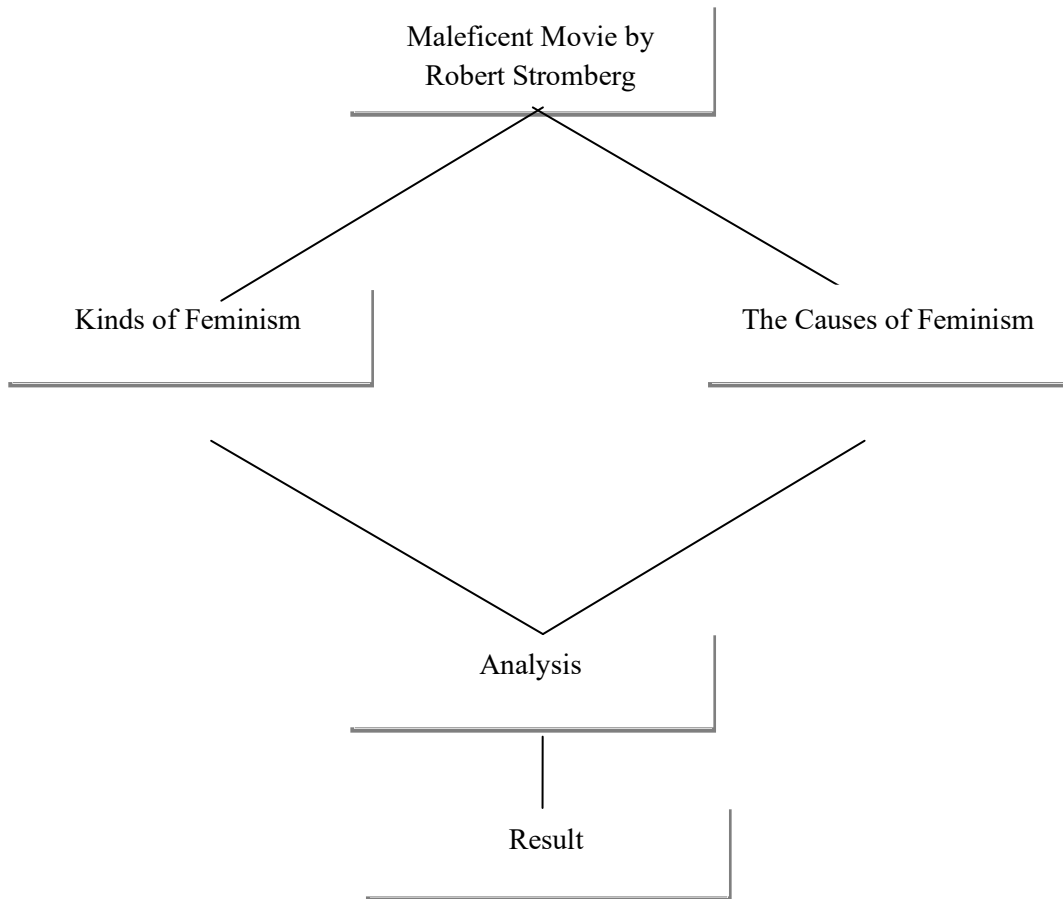 Maleficent Movie by
Robert Stromberg
Kinds of Feminism
The Causes of Feminism
Analysis
Result